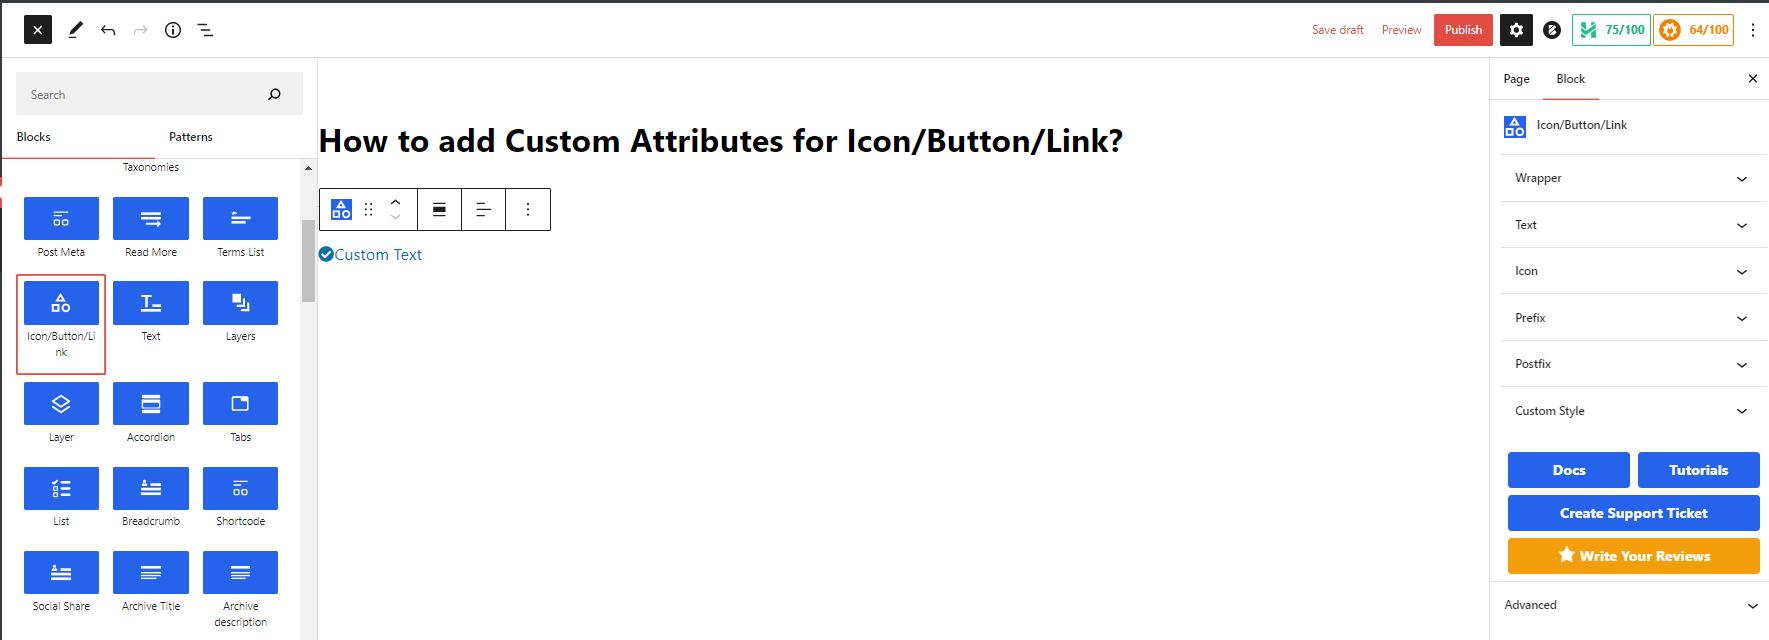 Save draft
Preview
Publish
75/100
64/100
Search
Blocks
Patterns
Taxonomies
Post Meta
Read More
Terms List
Icon/Button/Li
nk
Text
Layers
Layer
Accordion
Tabs
List
Breadcrumb
Shortcode
Social Share
Archive Title
Archive
description
How to add Custom Attributes for Icon/Button/Link?
Custom Text
Page
Block
Icon/Button/Link
Wrapper
Text
Icon
Prefix
Postfix
Custom Style
Docs
Tutorials
Create Support Ticket
Write Your Reviews
Advanced